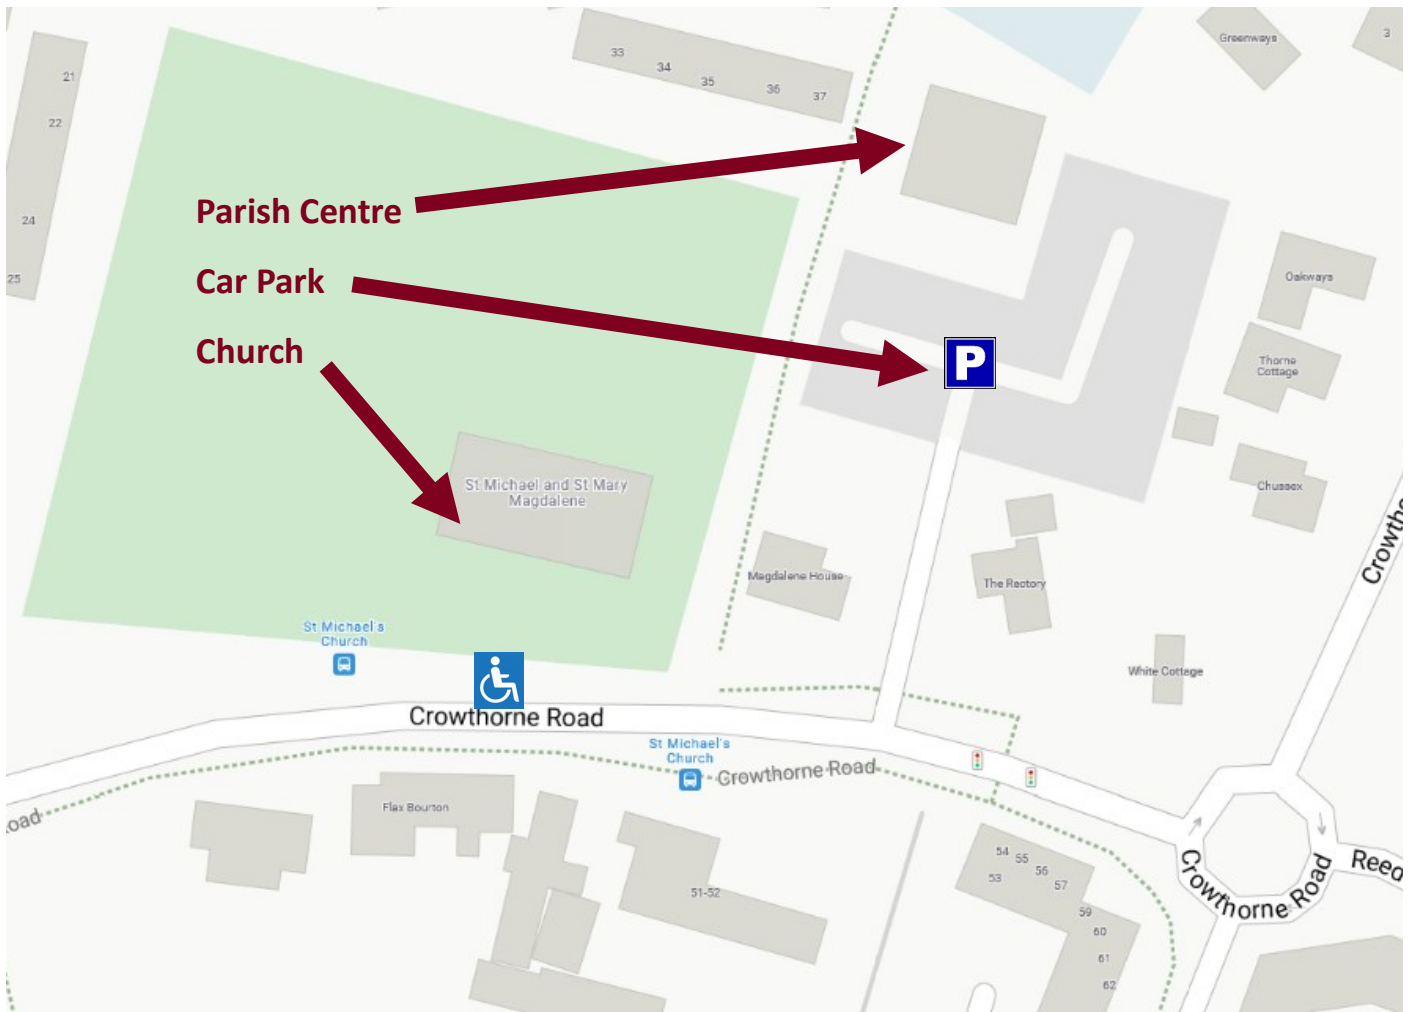 33
34
35
36
37
Greenways
3
21
22
24
25
Parish Centre
Car Park
Church
P
Oakways
Thorne
Cottage
Chussex
St Michael and St Mary
Magdalene
Magdalene House
The Rectory
White Cottage
St Michael's
Church
Crowthorne Road
St Michael's
Church
Crowthorne Road
Crowtho
oad
Flax Bourton
51-52
54
55
56
57
53
59
60
61
62
Crowthorne Road
Reed